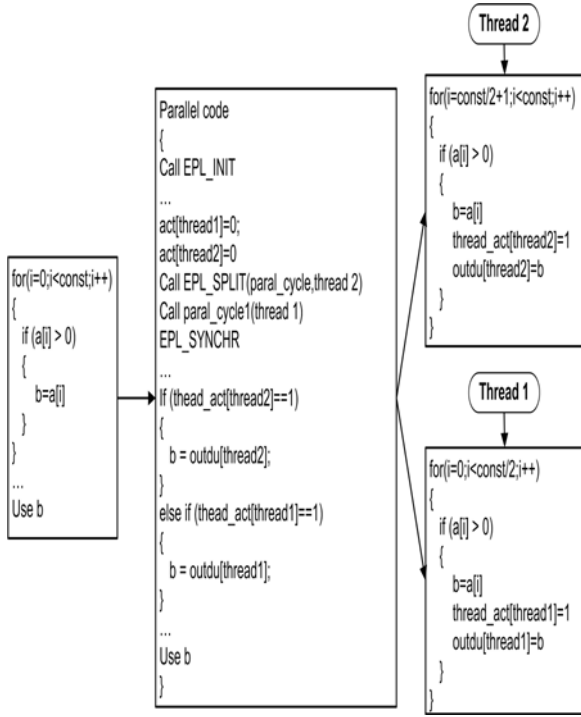 for(i=0;i<const;i++)
{
if (a[i] > 0)
{
b=a[i]
}
}
...
Use b
Parallel code
{
Call EPL_INIT
...
act[thread1]=0;
act[thread2]=0
Call EPL_SPLIT(paral_cycle,thread 2)
Call paral_cycle1(thread 1)
EPL_SYNCHR
...
If (thead_act[thread2]==1)
{
b = outdu[thread2];
}
else if (thead_act[thread1]==1)
{
b = outdu[thread1];
}
...
Use b
}
Thread 2
for(i=const/2+1;i<const;i++)
{
if (a[i] > 0)
{
b=a[i]
thread_act[thread2]=1
outdu[thread2]=b
}
}
Thread 1
for(i=0;i<const/2;i++)
{
if (a[i] > 0)
{
b=a[i]
thread_act[thread1]=1
outdu[thread1]=b
}
}